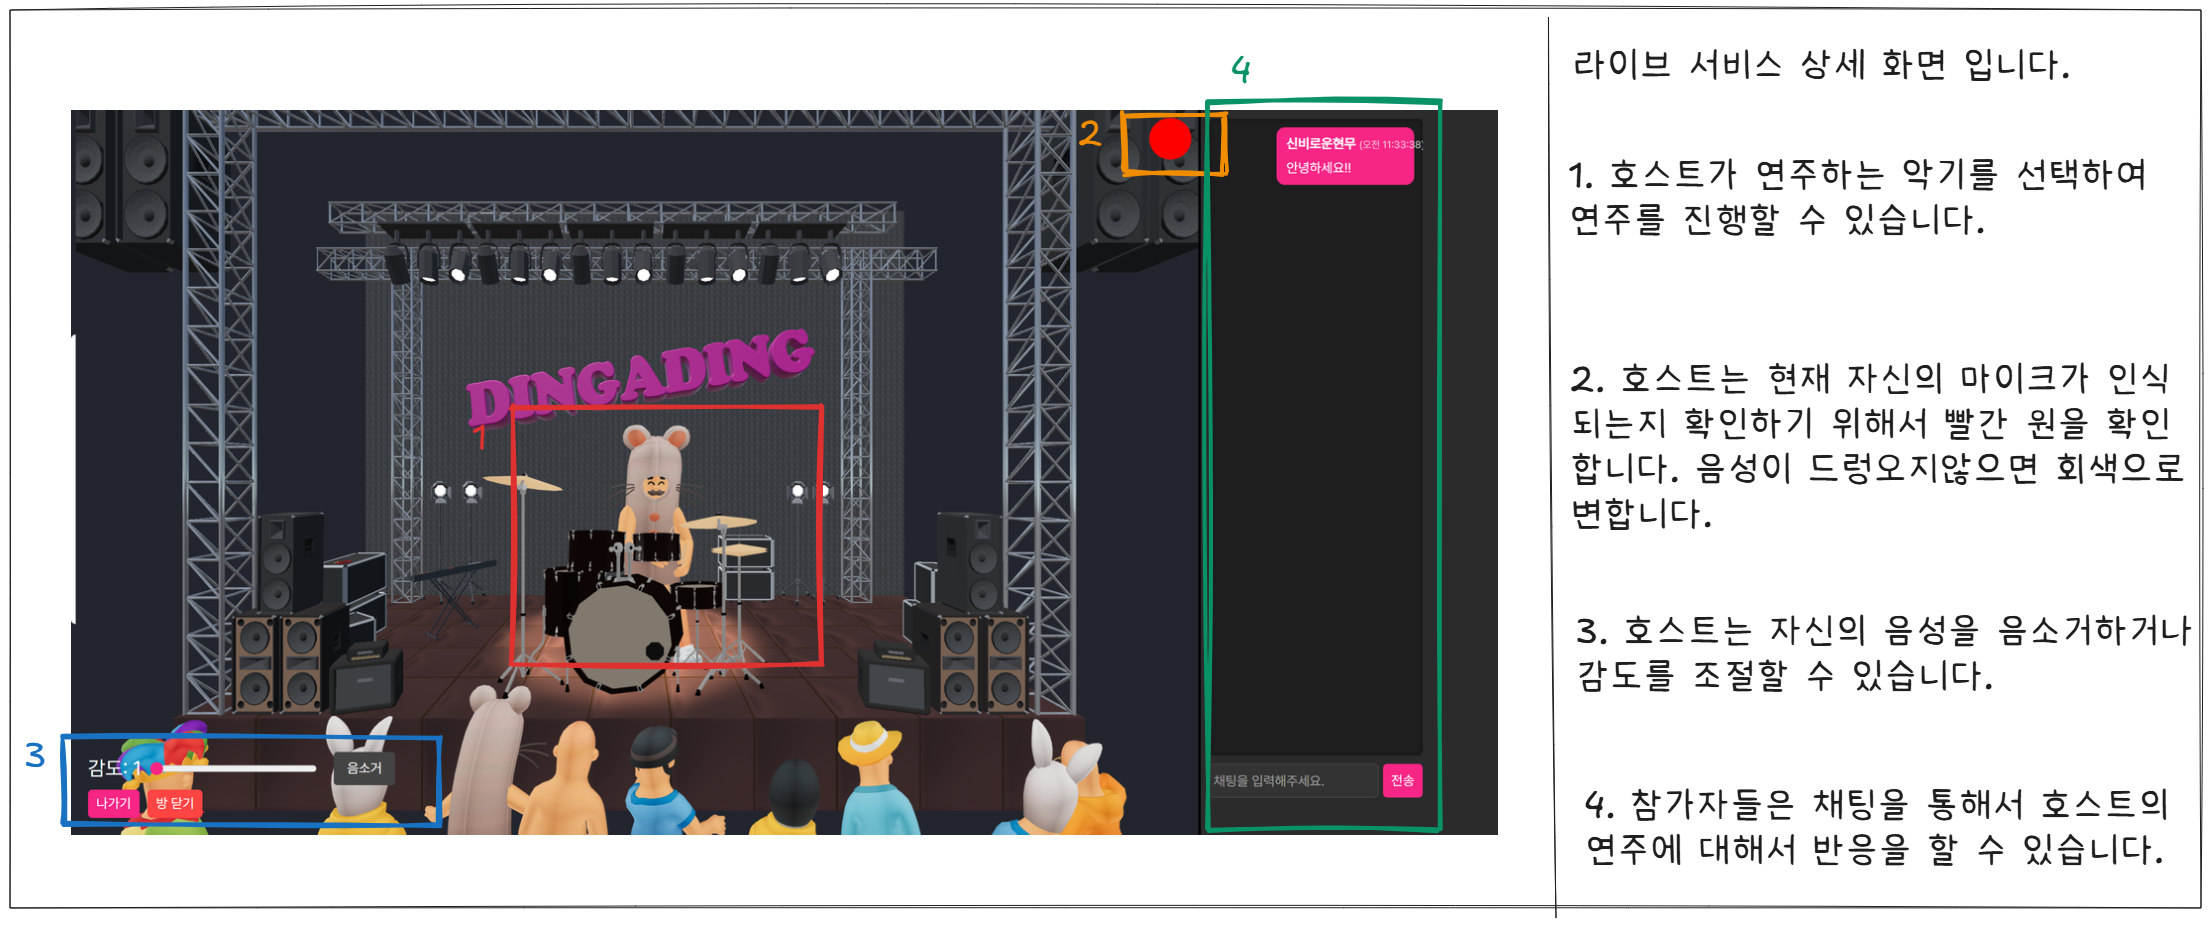 4
2
신비로운현무 (오전 11:33:38)
안녕하세요!!
DINGADING
1
3
감도: 1
음소거
나가기
방 닫기
채팅을 입력해주세요.
전송
라이브 서비스 상세 화면 입니다.
1. 호스트가 연주하는 악기를 선택하여
연주를 진행할 수 있습니다.
2. 호스트는 현재 자신의 마이크가 인식
되는지 확인하기 위해서 빨간 원을 확인
합니다. 음성이 드렁오지않으면 회색으로
변합니다.
3. 호스트는 자신의 음성을 음소거하거나
감도를 조절할 수 있습니다.
4. 참가자들은 채팅을 통해서 호스트의
연주에 대해서 반응을 할 수 있습니다.